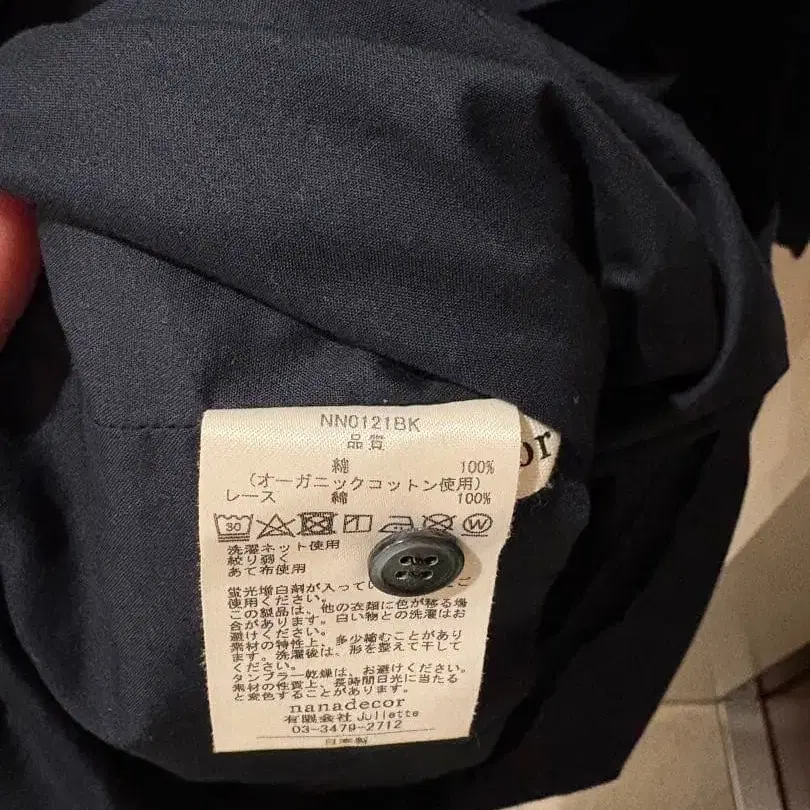 NN0121BK
品質
綿 100%
(オーガニックコットン使用)
レース 綿 100%
or
30
W
洗濯ネット使用
絞り弱く
あて布使用
蛍光増白剤が入ってい
使用ください。
この製品は、他の衣類に色が移る場
合があります。白い物との洗濯はお
避けください。
素材の特性上、多少縮むことがあり
ます。洗濯後は、形を整えて干して
ください。
タンブラー乾燥は、お避けください。
素材の性質上、長時間日光に当たる
と変色することがあります。
nanadecor
有限会社 Juliette
03-3479-2712
日本製